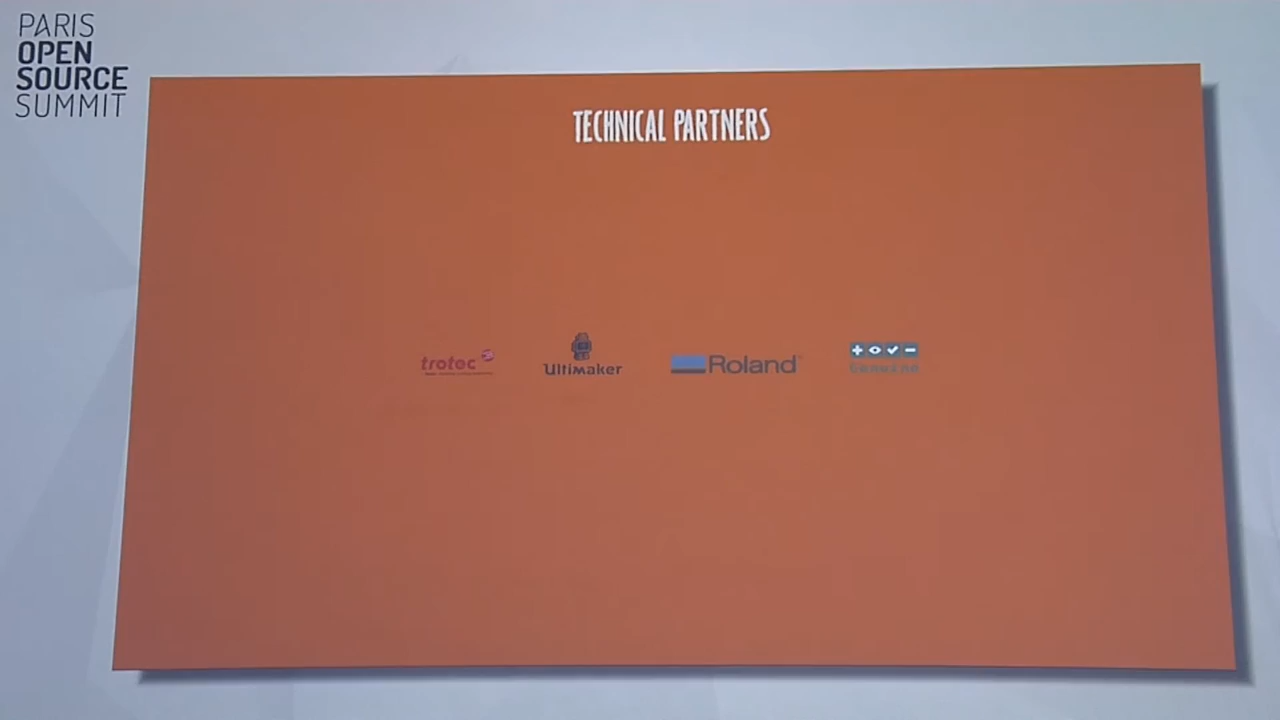 PARIS
OPEN
SOURCE
SUMMIT
TECHNICAL PARTNERS
trotec
Ultimaker
Roland